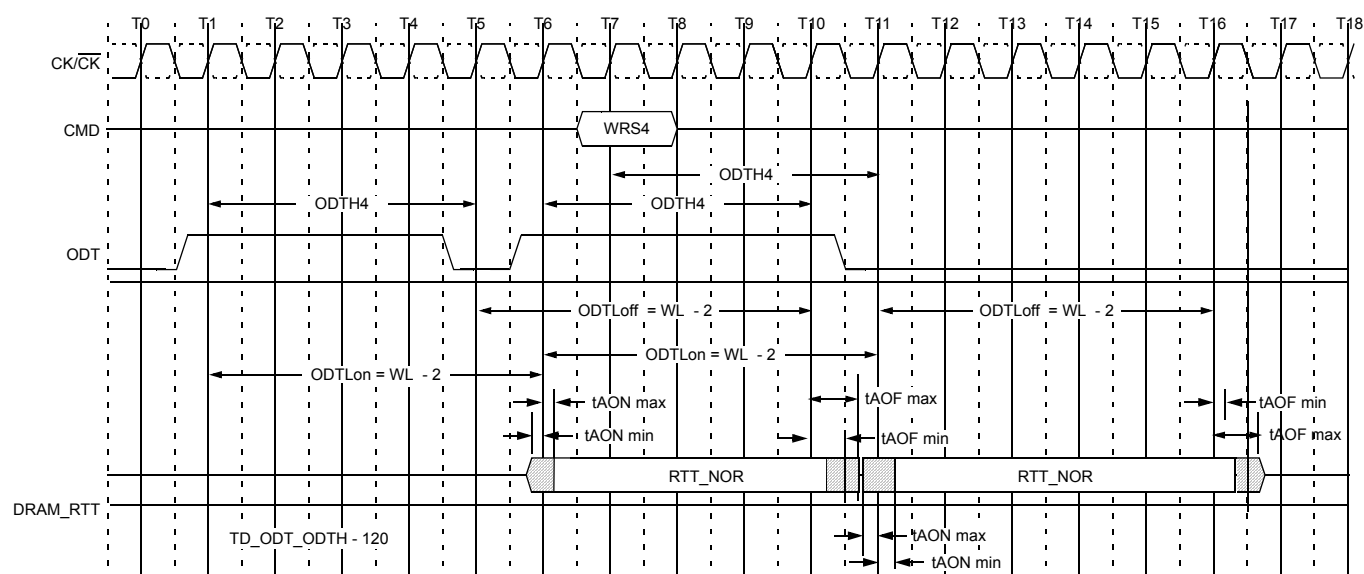 T0 T1 T2 T3 T4 T5 T6 T7 T8 T9 T10 T11 T12 T13 T14 T15 T16 T17 T18
CK/CK
CMD
WRS4
ODTH4
ODTH4
ODTH4
ODT
ODTLoff = WL - 2
ODTLoff = WL - 2
ODTLon = WL - 2
ODTLon = WL - 2
tAON max
tAOF max
tAOF min
tAON min
tAOF min
tAOF max
RTT_NOR
RTT_NOR
DRAM_RTT
TD_ODT_ODTH - 120
tAON max
tAON min